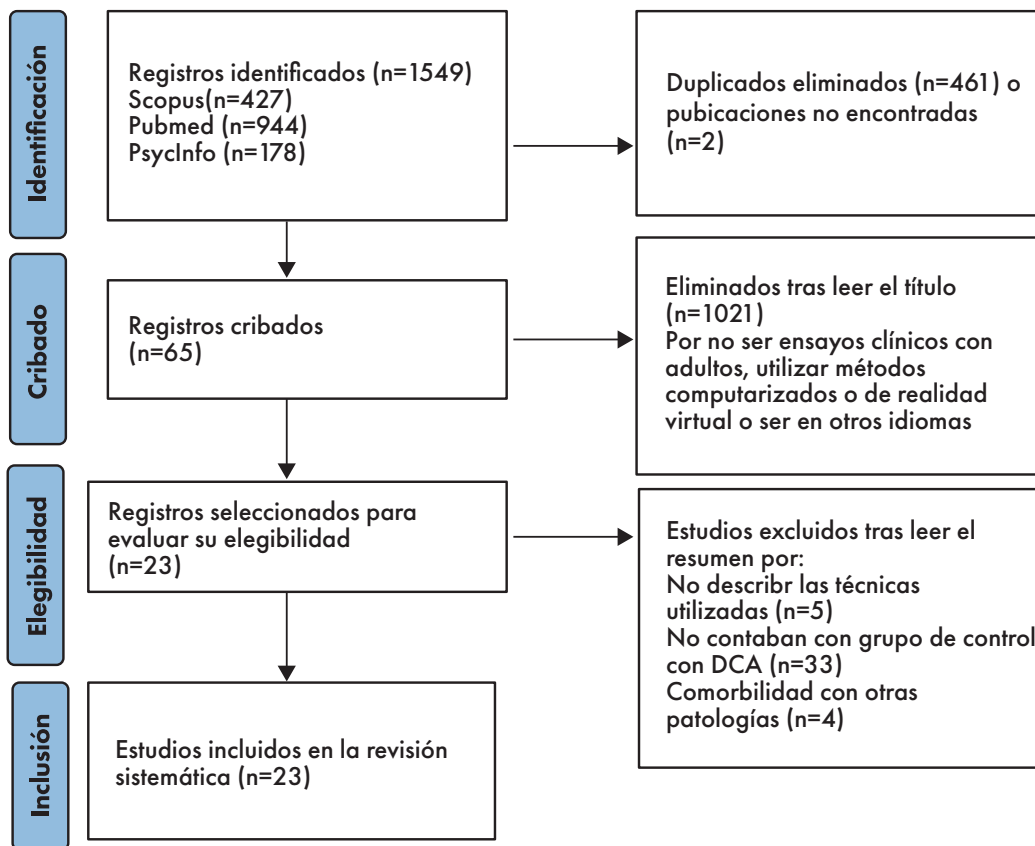 Identificación
Registros identificados (n=1549)
Scopus(n=427)
Pubmed (n=944)
PsycInfo (n=178)
Duplicados eliminados (n=461) o
pubicaciones no encontradas
(n=2)
Cribado
Registros cribados
(n=65)
Eliminados tras leer el título
(n=1021)
Por no ser ensayos clínicos con
adultos, utilizar métodos
computarizados o de realidad
virtual o ser en otros idiomas
Elegibilidad
Registros seleccionados para
evaluar su elegibilidad
(n=23)
Estudios excluidos tras leer el
resumen por:
No describr las técnicas
utilizadas (n=5)
No contaban con grupo de control
con DCA (n=33)
Comorbilidad con otras
patologías (n=4)
Inclusión
Estudios incluidos en la revisión
sistemática (n=23)